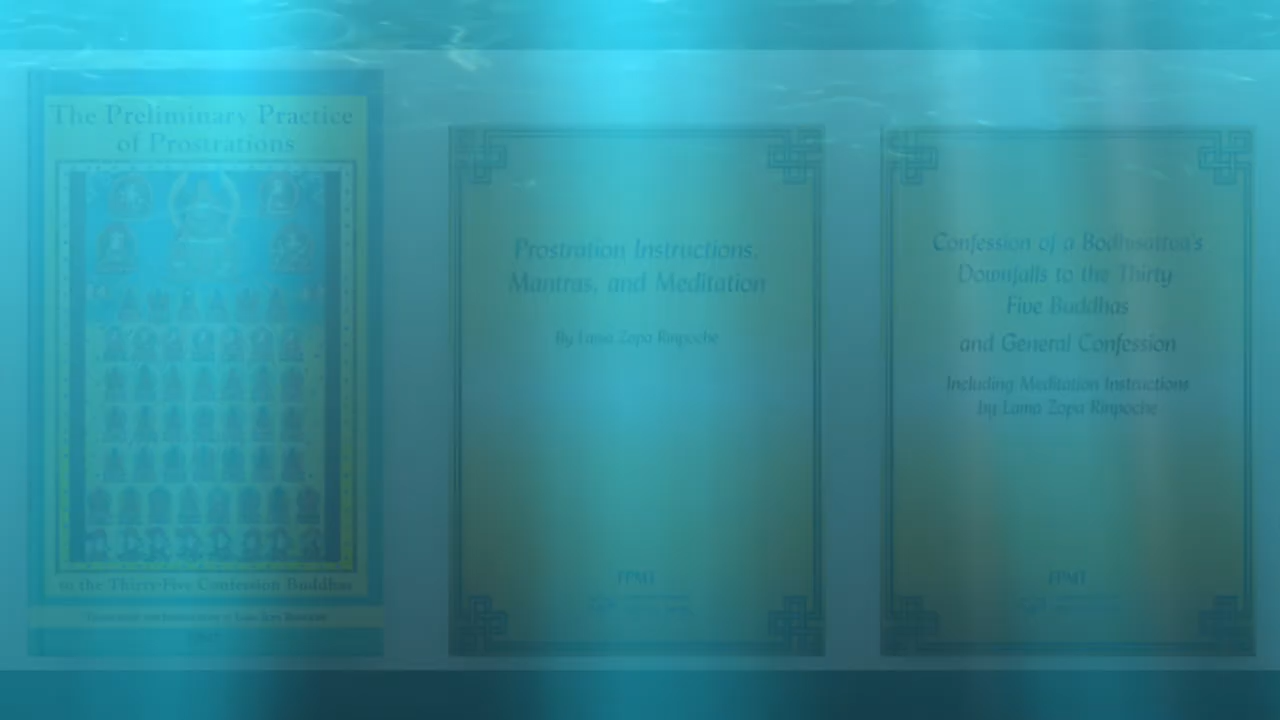 The Preliminary Practice
of Prostrations
to the Thirty-Five Confession Buddhas
Prostration Instructions,
Mantras, and Meditation
By Lama Zopa Rinpoche
FPMT
Confession of a Bodhisattva's
Downfalls to the Thirty
Five Buddhas
and General Confession
Including Meditation Instructions
by Lama Zopa Rinpoche
FPMT